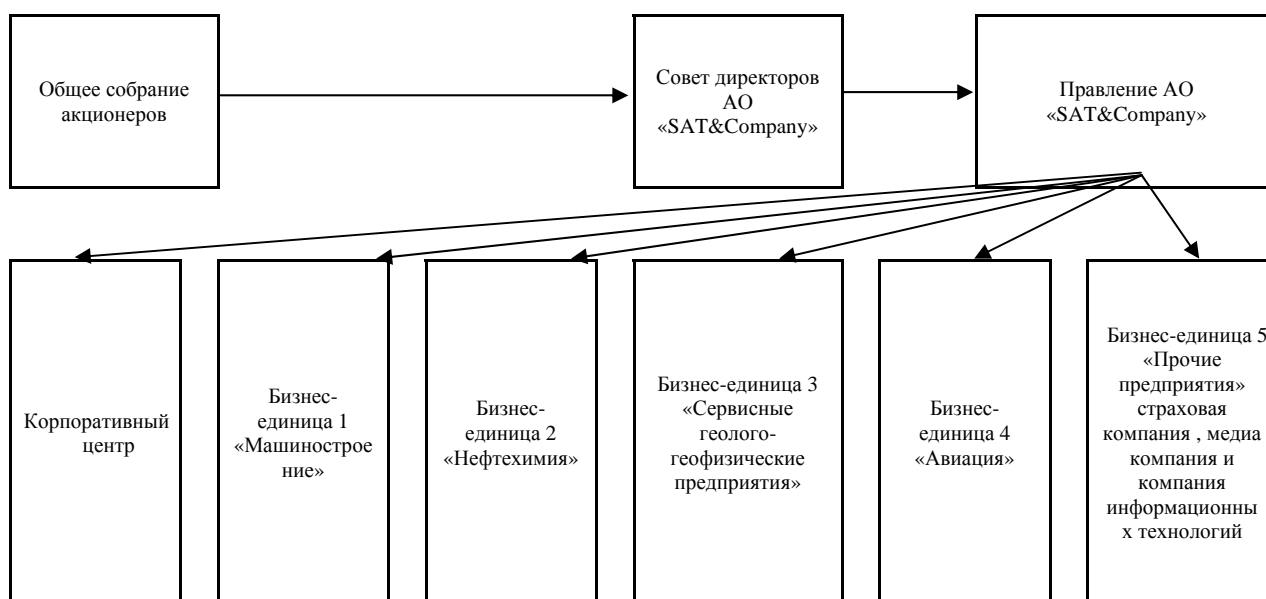 Общее собрание
акционеров
Совет директоров
АО
«SAT&Company»
Правление АО
«SAT&Company»
Корпоративный
центр
Бизнес-
единица 1
«Машинострое
ние»
Бизнес-
единица 2
«Нефтехимия»
Бизнес-единица 3
«Сервисные
геолого-
геофизические
предприятия»
Бизнес-
единица 4
«Авиация»
Бизнес-единица 5
«Прочие
предприятия»
страховая
компания , медиа
компания и
компания
информационны
х технологий